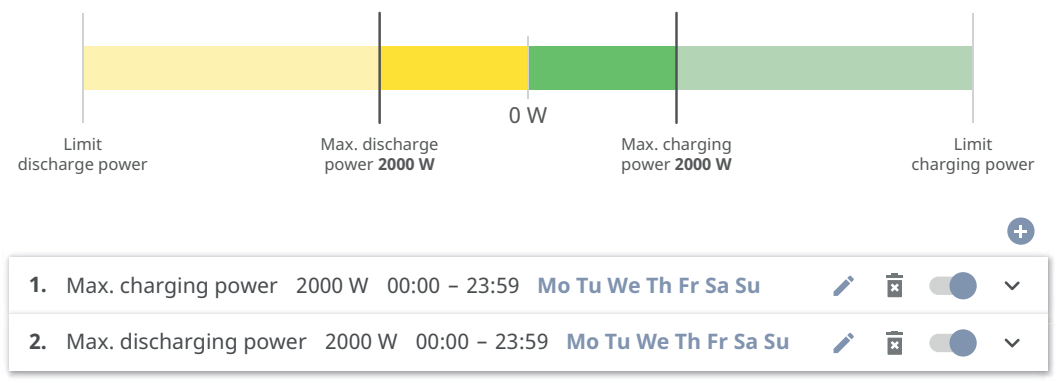 0 W
Limit
discharge power
Max. discharge
power 2000 W
Max. charging
power 2000 W
Limit
charging power
1. Max. charging power 2000 W 00:00 – 23:59 Mo Tu We Th Fr Sa Su
2. Max. discharging power 2000 W 00:00 – 23:59 Mo Tu We Th Fr Sa Su